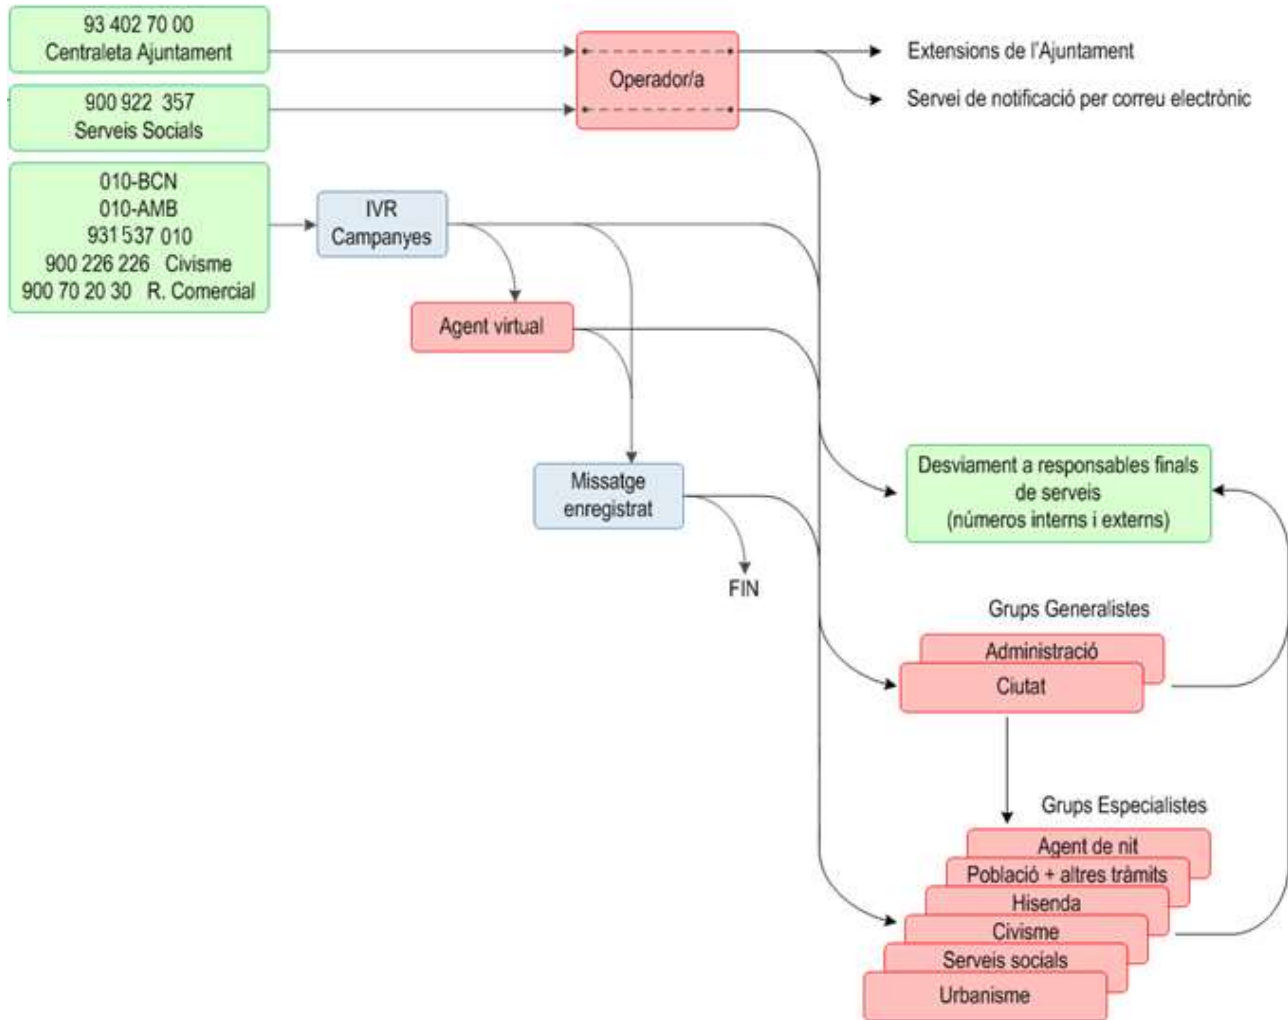 93 402 70 00
Centraleta Ajuntament
900 922 357
Serveis Socials
010-BCN
010-AMB
931 537 010
900 226 226 Civisme
900 70 20 30 R. Comercial
Operador/a
Extensions de l'Ajuntament
Servei de notificació per correu electrònic
IVR
Campanyes
Agent virtual
Missatge
enregistrat
FIN
Desviament a responsables finals
de serveis
(números interns i externs)
Grups Generalistes
Administració
Ciutat
Grups Especialistes
Agent de nit
Població + altres tràmits
Hisenda
Civisme
Serveis socials
Urbanisme